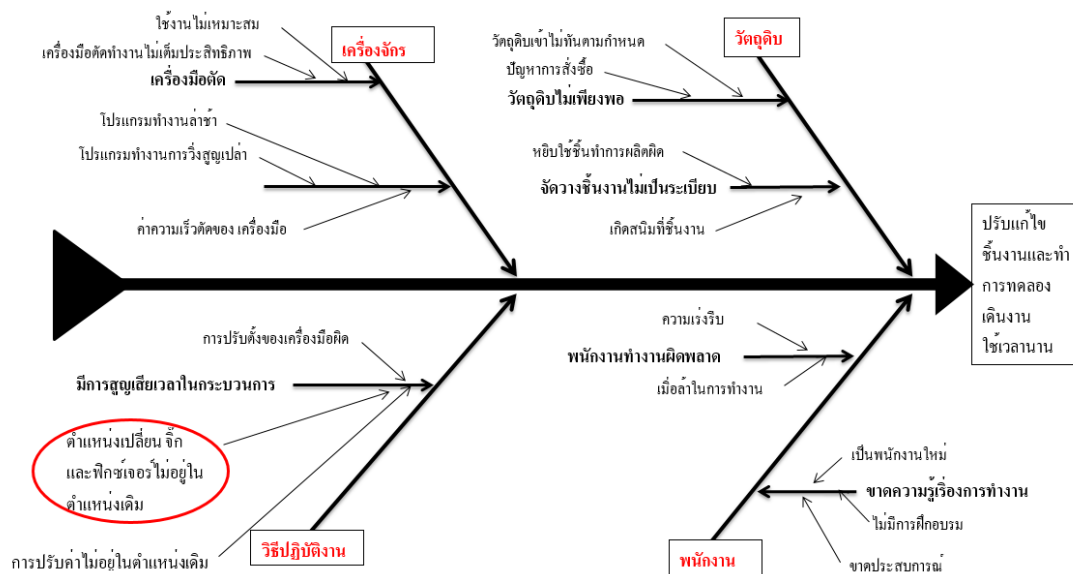 ใช้งานไม่เหมาะสม
เครื่องมือตัดทำงานไม่เต็มประสิทธิภาพ
เครื่องมือตัด
เครื่องจักร
โปรแกรมทำงานล่าช้า
โปรแกรมทำงานการวิ่งสูญเปล่า
ค่าความเร็วตัดของ เครื่องมือ
วัตถุดิบ
วัตถุดิบเข้าไม่ทันตามกำหนด
ปัญหาการสั่งซื้อ
วัตถุดิบไม่เพียงพอ
หยิบใช้ชิ้นทำการผลิตผิด
จัดวางชิ้นงานไม่เป็นระเบียบ
เกิดสนิมที่ชิ้นงาน
ปรับแก้ไข
ชิ้นงานและทำ
การทดลอง
เดินงาน
ใช้เวลานาน
การปรับตั้งของเครื่องมือผิด
มีการสูญเสียเวลาในกระบวนการ
ตำแหน่งเปลี่ยน จิ๊ก
และฟิกซ์เจอร์ไม่อยู่ใน
ตำแหน่งเดิม
การปรับค่าไม่อยู่ในตำแหน่งเดิม
วิธีปฏิบัติงาน
ความเร่งรีบ
พนักงานทำงานผิดพลาด
เมื่อล้าในการทำงาน
เป็นพนักงานใหม่
ขาดความรู้เรื่องการทำงาน
ไม่มีการฝึกอบรม
ขาดประสบการณ์
พนักงาน